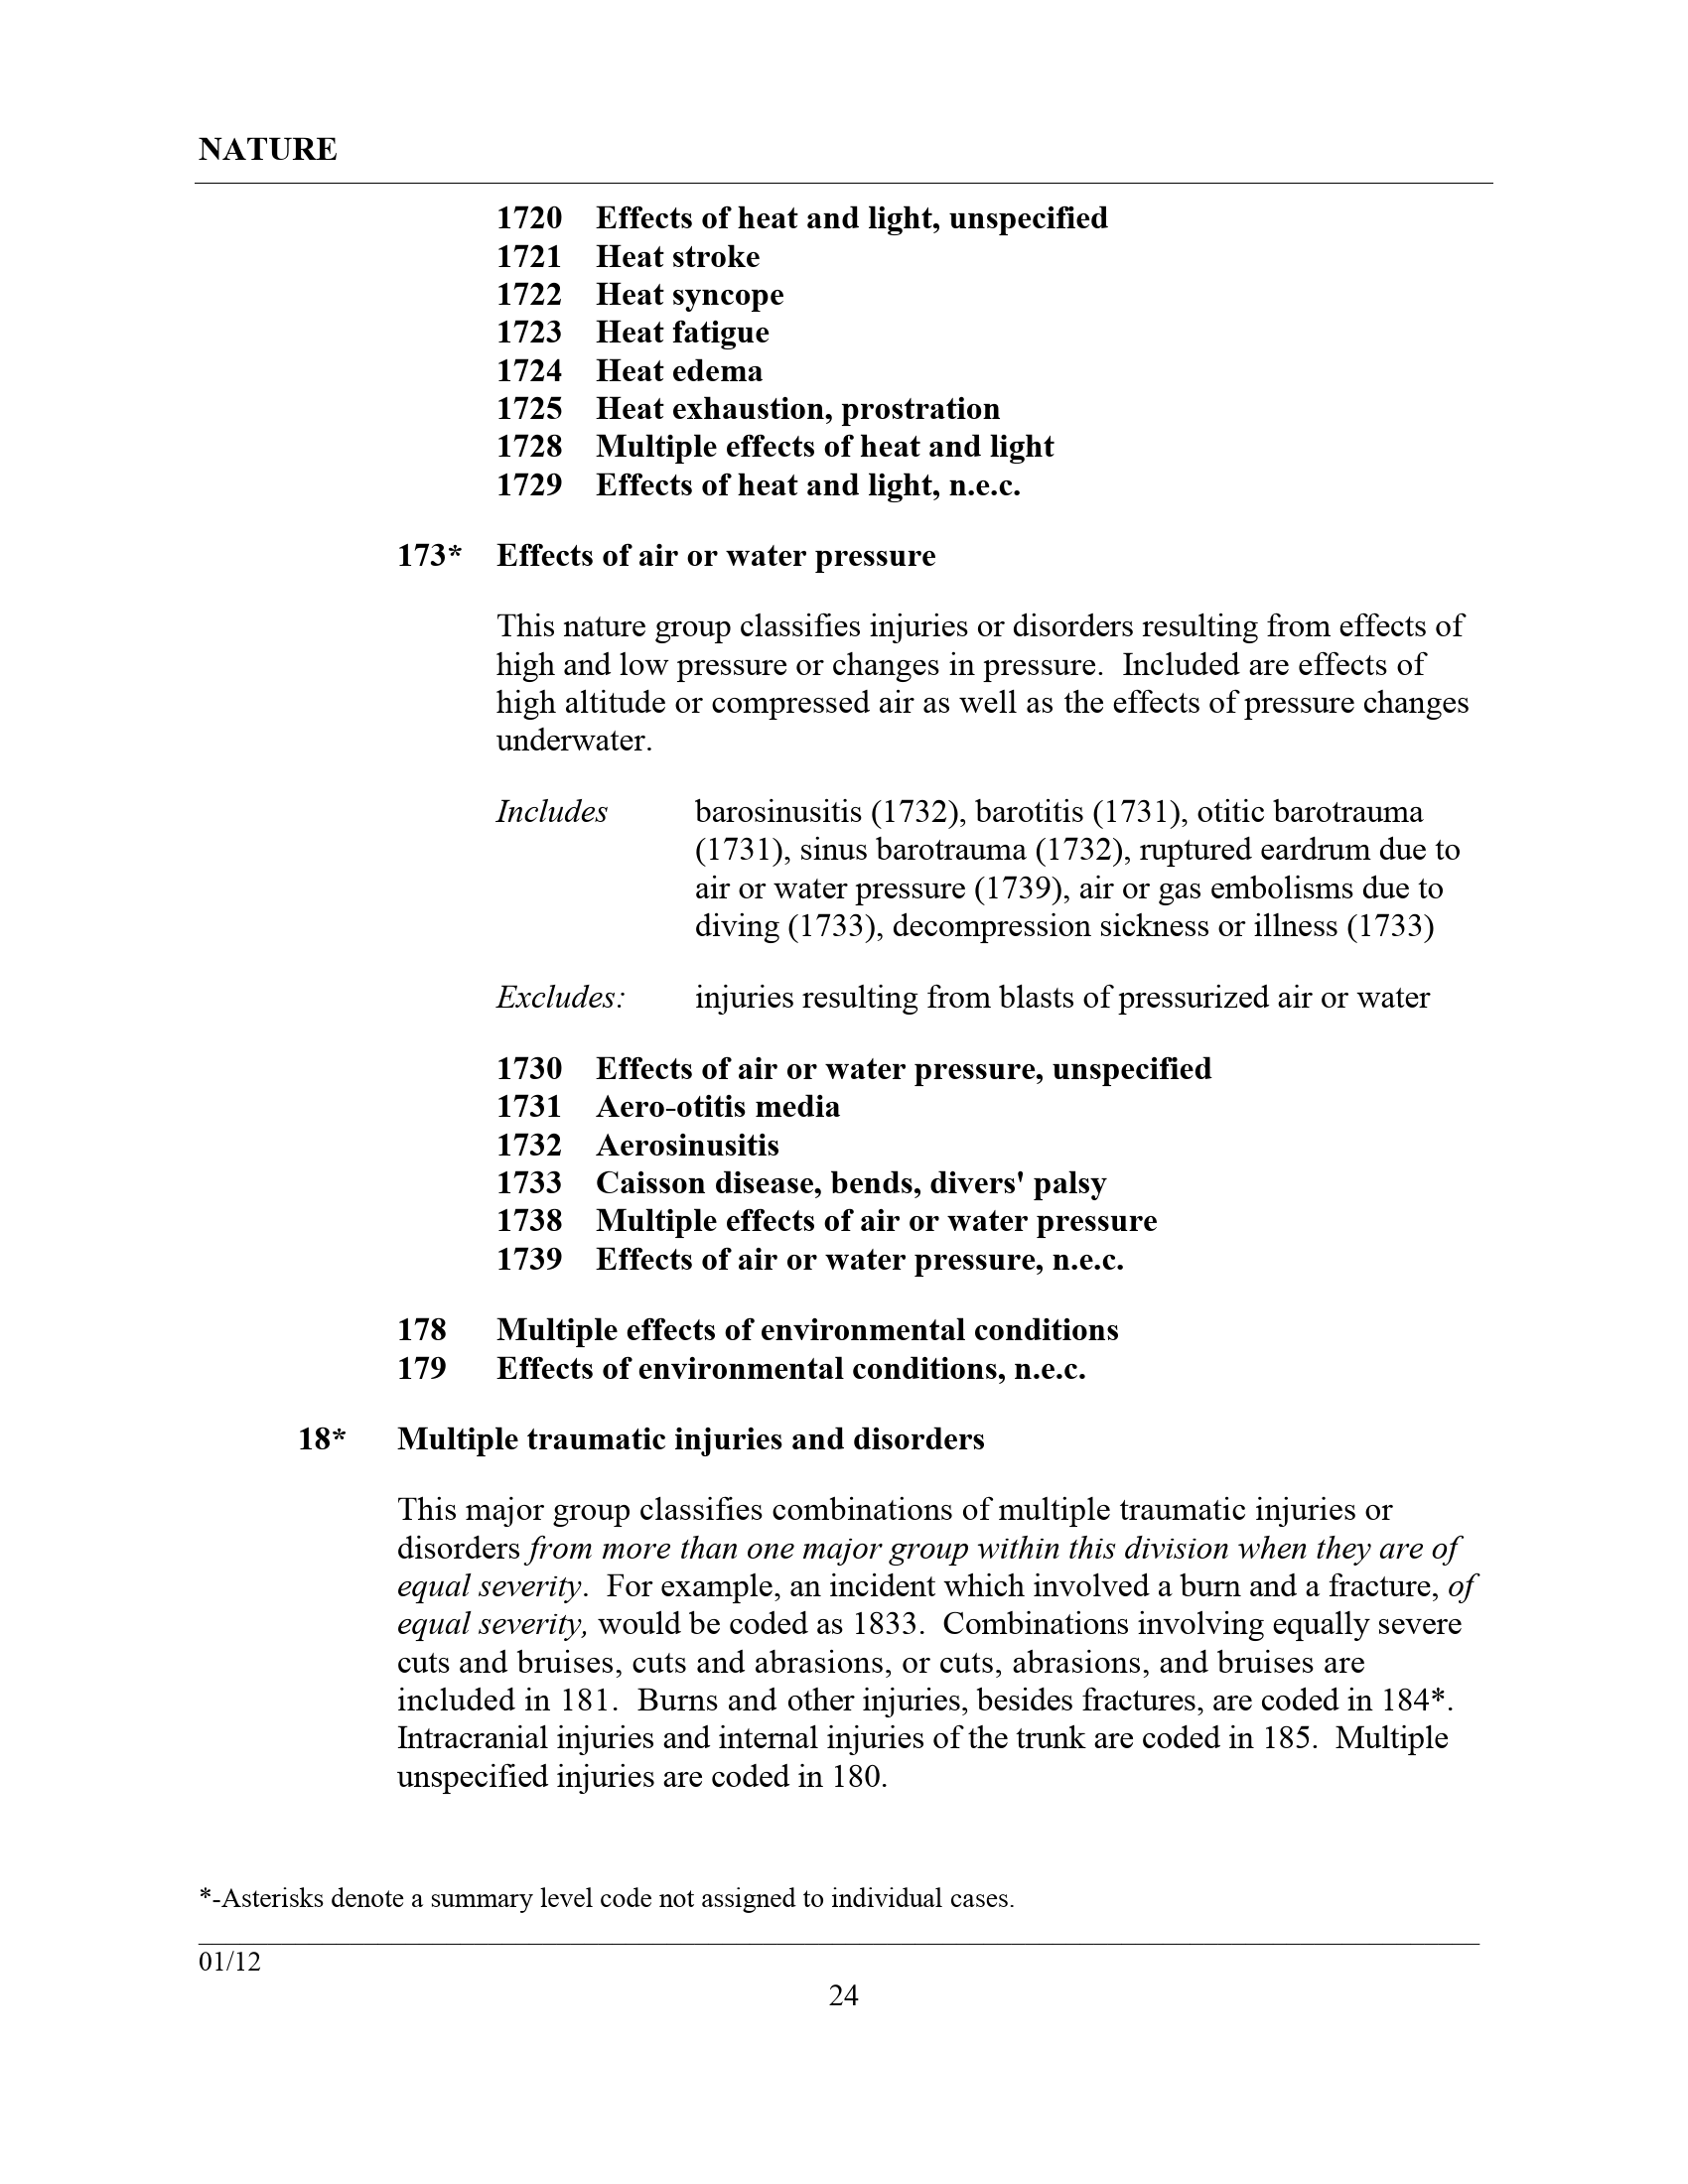 NATURE
1720 Effects of heat and light, unspecified
1721 Heat stroke
1722 Heat syncope
1723 Heat fatigue
1724 Heat edema
1725 Heat exhaustion, prostration
1728 Multiple effects of heat and light
1729 Effects of heat and light, n.e.c.
173* Effects of air or water pressure
This nature group classifies injuries or disorders resulting from effects of
high and low pressure or changes in pressure.  Included are effects of
high altitude or compressed air as well as the effects of pressure changes
underwater.
Includes barosinusitis (1732), barotitis (1731), otitic barotrauma
(1731), sinus barotrauma (1732), ruptured eardrum due to
air or water pressure (1739), air or gas embolisms due to
diving (1733), decompression sickness or illness (1733)
Excludes: injuries resulting from blasts of pressurized air or water
1730 Effects of air or water pressure, unspecified
1731 Aero-otitis media
1732 Aerosinusitis
1733 Caisson disease, bends, divers' palsy
1738 Multiple effects of air or water pressure
1739 Effects of air or water pressure, n.e.c.
178 Multiple effects of environmental conditions
179 Effects of environmental conditions, n.e.c.
18* Multiple traumatic injuries and disorders
This major group classifies combinations of multiple traumatic injuries or
disorders from more than one major group within this division when they are of
equal severity.  For example, an incident which involved a burn and a fracture, of
equal severity, would be coded as 1833.  Combinations involving equally severe
cuts and bruises, cuts and abrasions, or cuts, abrasions, and bruises are
included in 181.  Burns and other injuries, besides fractures, are coded in 184*.
Intracranial injuries and internal injuries of the trunk are coded in 185.  Multiple
unspecified injuries are coded in 180.
*-Asterisks denote a summary level code not assigned to individual cases.
01/12
24